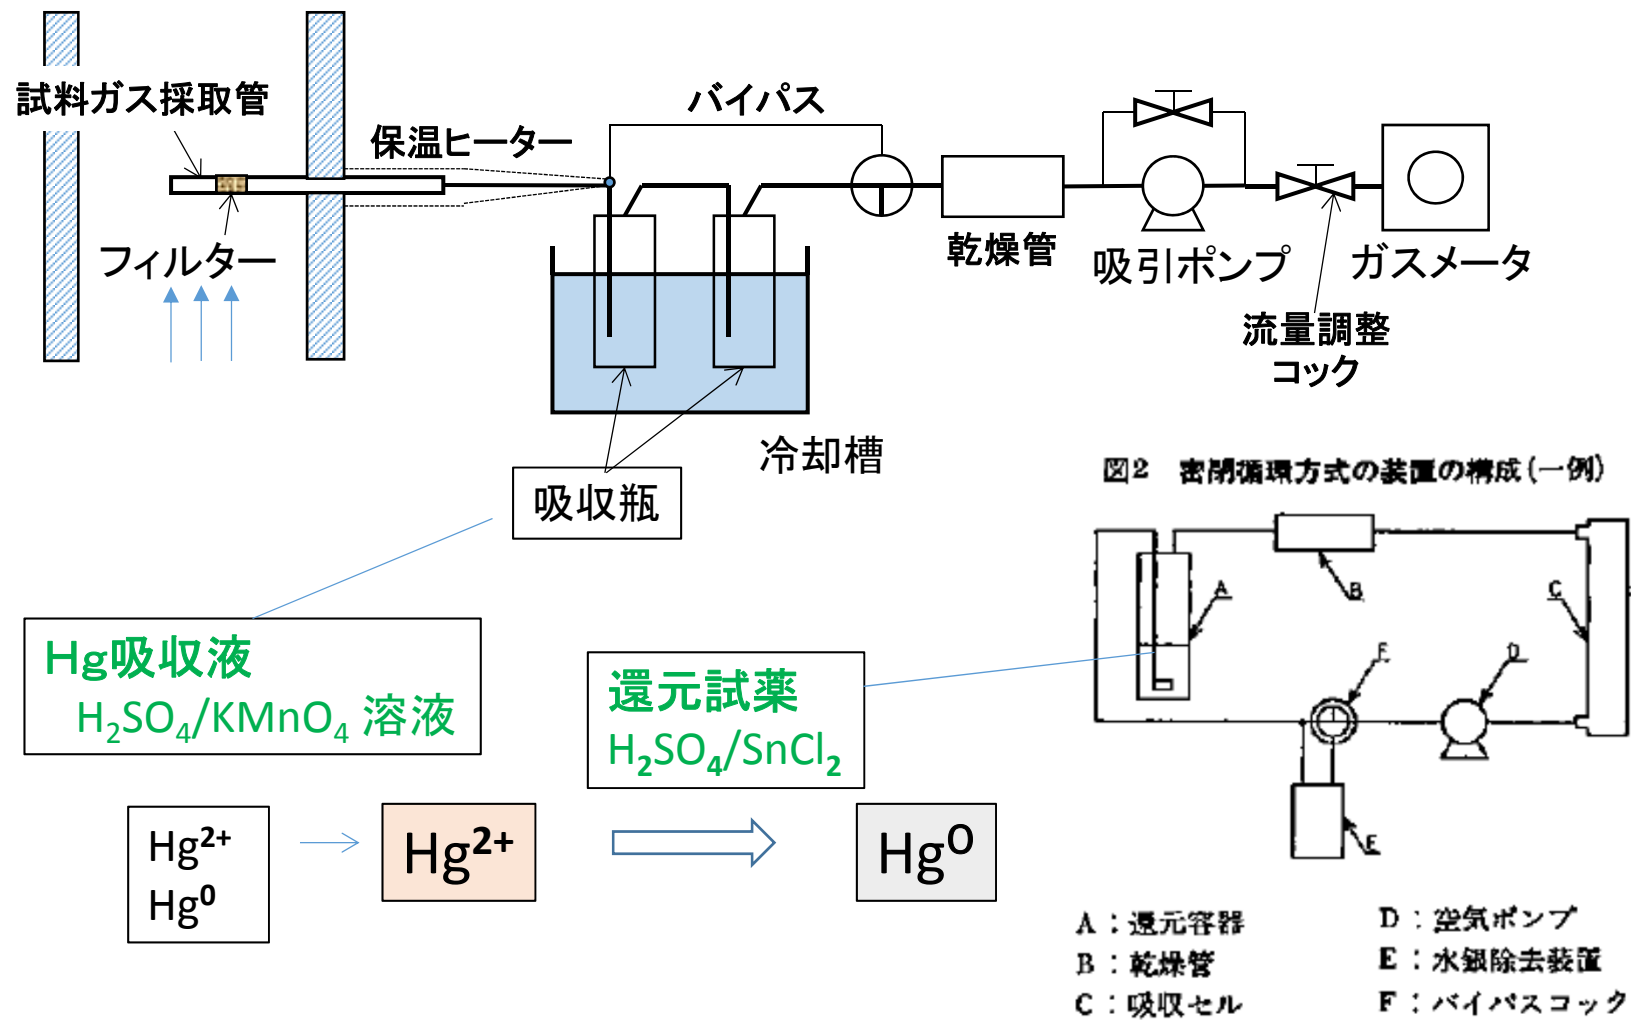 試料ガス採取管
バイパス
保温ヒーター
フィルター
乾燥管
吸引ポンプ
ガスメータ
流量調整
コック
冷却槽
吸収瓶
図2 密閉循環方式の装置の構成(一例)
A
B
C
F
D
E
Hg吸収液
H₂SO₄/KMnO₄ 溶液
還元試薬
H₂SO₄/SnCl₂
Hg²⁺
Hg⁰
Hg²⁺
Hg⁰
A:還元容器
B:乾燥管
C:吸収セル
D:空気ポンプ
E:水銀除去装置
F:バイパスコック